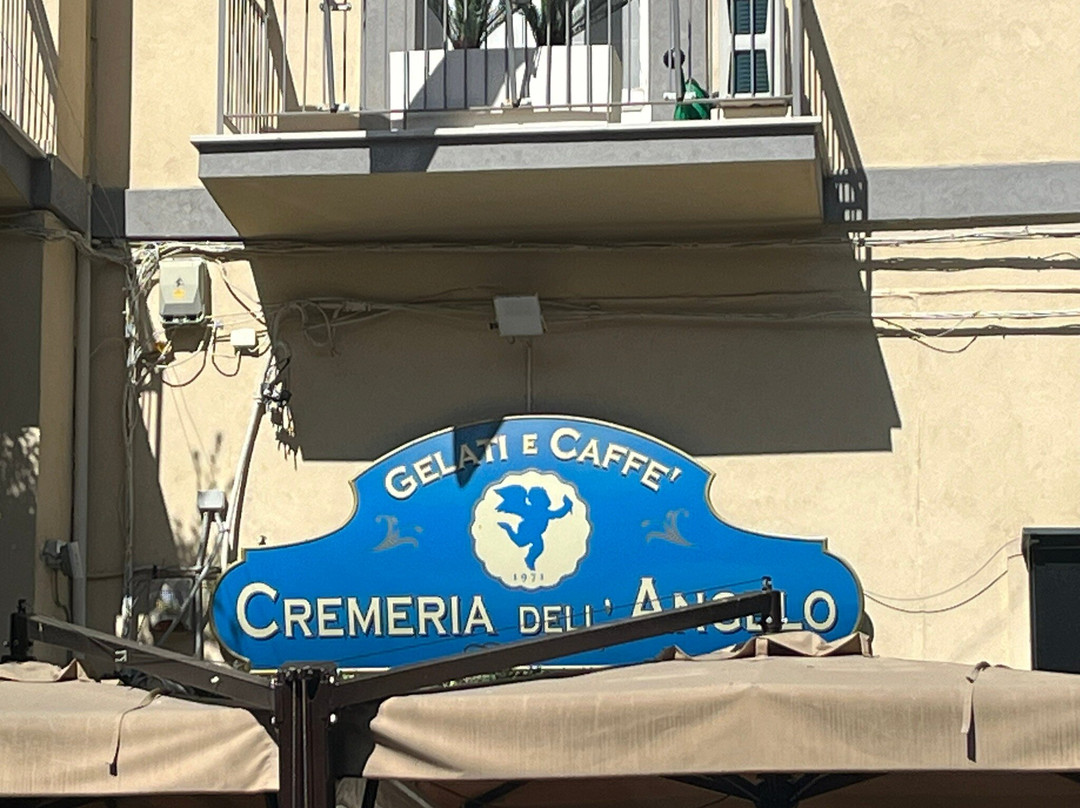 GELATI E CAFFE'
1971
CREMERIA DELL' ANGELO